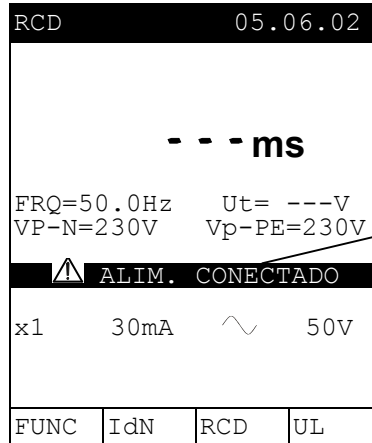 RCD 05.06.02
- - - ms
FRQ=50.0Hz Ut= ---V
VP-N=230V Vp-PE=230V
ALIM. CONECTADO
x1 30mA 50V
FUNC IdN RCD UL